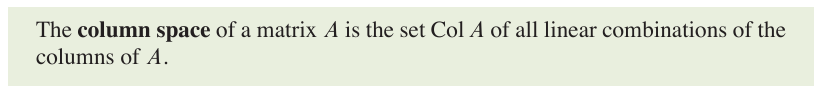 The column space of a matrix A is the set Col A of all linear combinations of the
columns of A.